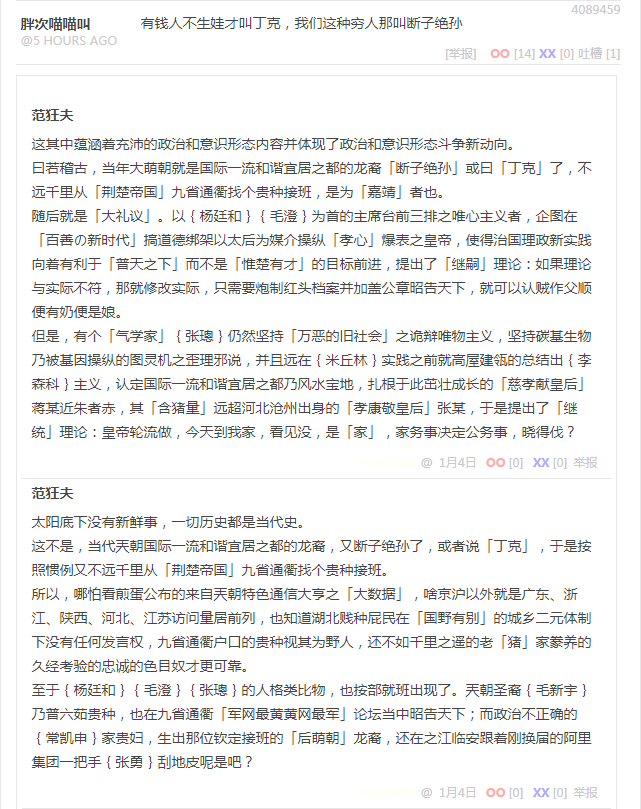 4089459
胖次喵喵叫
有钱人不生娃才叫丁克，我们这种穷人那叫断子绝孙
@5 HOURS AGO
[举报] OO [14] XX [0] 吐槽 [1]
范狂夫
这其中蕴涵着充沛的政治和意识形态内容并体现了政治和意识形态斗争新动向。
曰若稽古，当年大萌朝就是国际一流和谐宜居之都的龙裔「断子绝孙」或曰「丁克」了，不
远千里从「荆楚帝国」九省通衢找个贵种接班，是为「嘉靖」者也。
随后就是「大礼议」。以｛杨廷和｝｛毛澄｝为首的主席台前三排之唯心主义者，企图在
「百善の新时代」搞道德绑架以太后为媒介操纵「孝心」爆表之皇帝，使得治国理政新实践
向着有利于「普天之下」而不是「惟楚有才」的目标前进，提出了「继嗣」理论：如果理论
与实际不符，那就修改实际，只需要炮制红头档案并加盖公章昭告天下，就可以认贼作父顺
便有奶便是娘。
但是，有个「气学家」｛张璁｝仍然坚持「万恶的旧社会」之诡辩唯物主义，坚持碳基生物
乃被基因操纵的图灵机之歪理邪说，并且远在｛米丘林｝实践之前就高屋建瓴的总结出｛李
森科｝主义，认定国际一流和谐宜居之都乃风水宝地，扎根于此茁壮成长的「慈孝献皇后」
蒋某近朱者赤，其「含猪量」远超河北沧州出身的「孝康敬皇后」张某，于是提出了「继
统」理论：皇帝轮流做，今天到我家，看见没，是「家」，家务事决定公务事，晓得伐？
@ 1月4日 OO [0] XX [0] 举报
范狂夫
太阳底下没有新鲜事，一切历史都是当代史。
这不是，当代天朝国际一流和谐宜居之都的龙裔，又断子绝孙了，或者说「丁克」，于是按
照惯例又不远千里从「荆楚帝国」九省通衢找个贵种接班。
所以，哪怕看煎蛋公布的来自天朝特色通信大亨之「大数据」，啥京沪以外就是广东、浙
江、陕西、河北、江苏访问量居前列，也知道湖北贱种屁民在「国野有别」的城乡二元体制
下没有任何发言权，九省通衢户口的贵种视其为野人，还不如千里之遥的老「猪」家豢养的
久经考验的忠诚的色目奴才更可靠。
至于｛杨廷和｝｛毛澄｝｛张璁｝的人格类比物，也按部就班出现了。天朝圣裔｛毛新宇｝
乃普六茹贵种，也在九省通衢「军网最黄黄网最军」论坛当中昭告天下；而政治不正确的
｛常凯申｝家贵妇，生出那位钦定接班的「后萌朝」龙裔，还在之江临安跟着刚换届的阿里
集团一把手｛张勇｝刮地皮呢是吧？
@ 1月4日 OO [0] XX [0] 举报